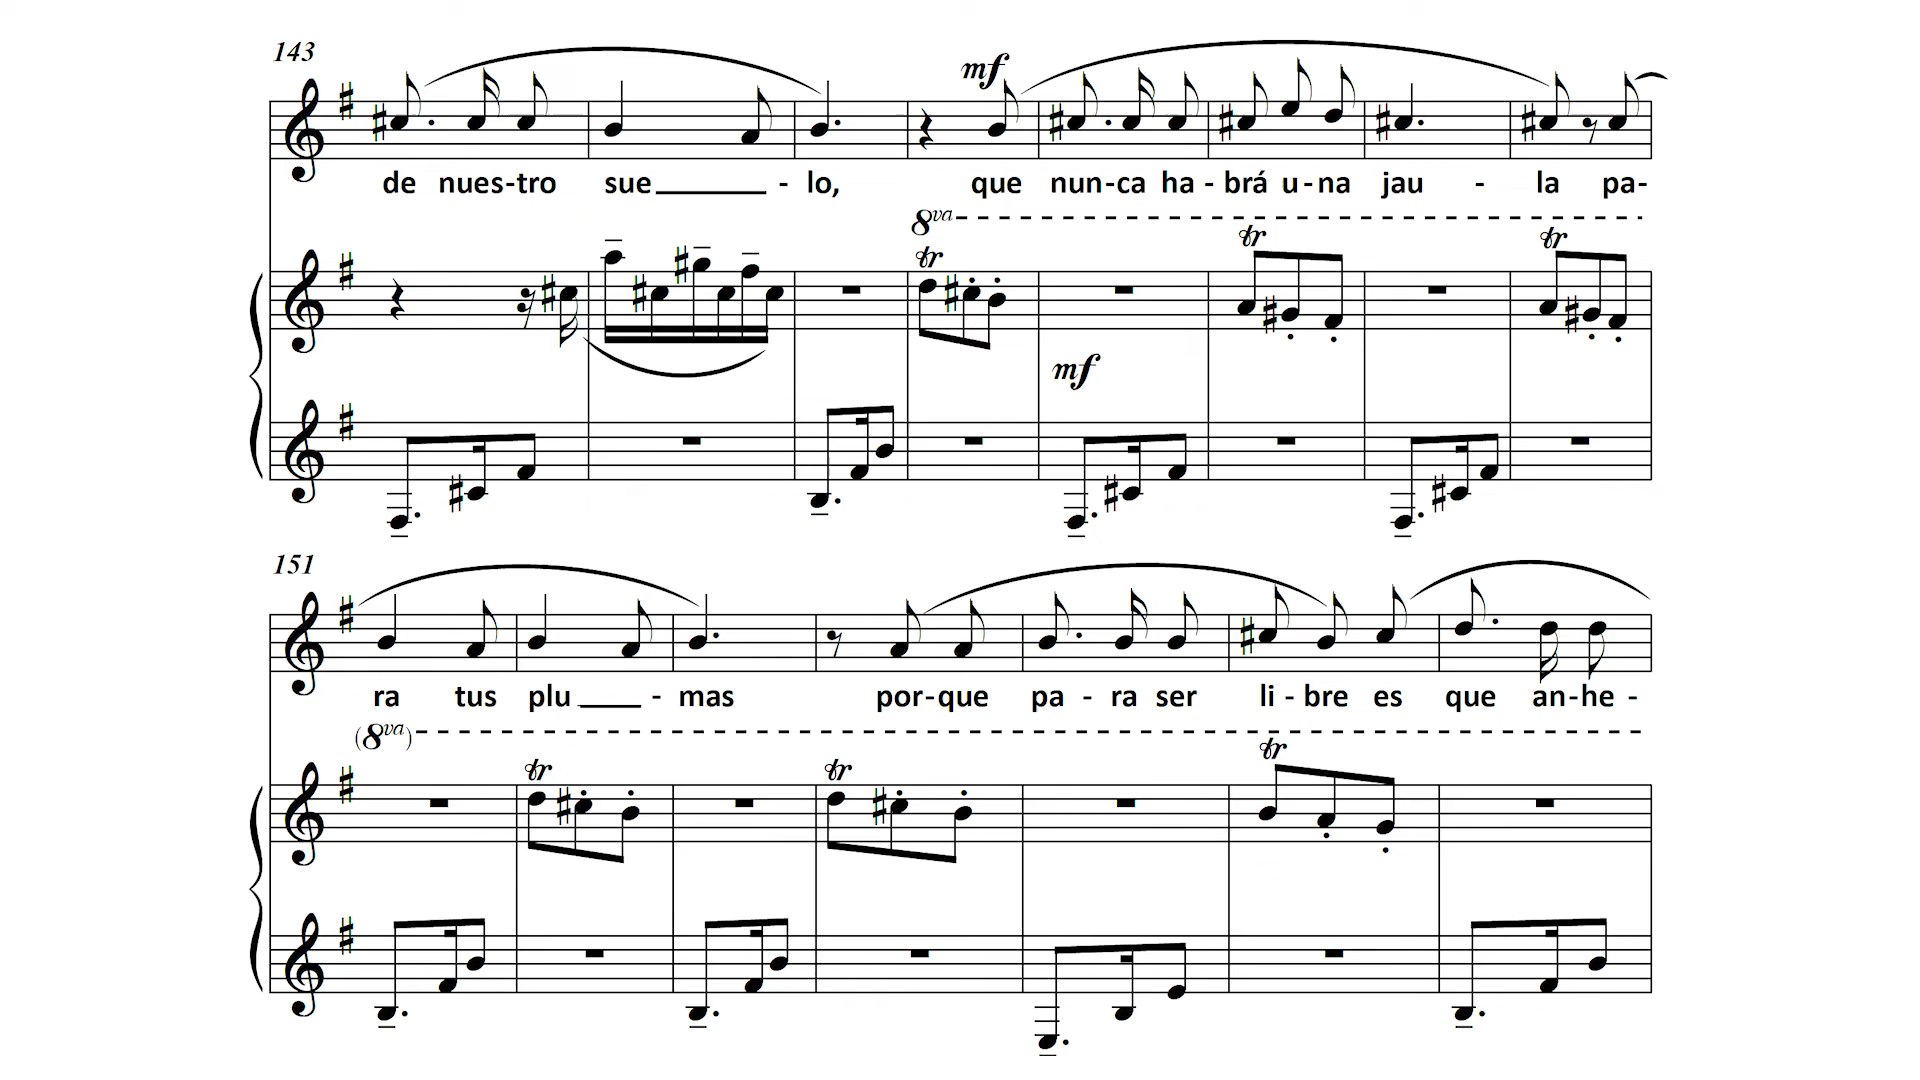 143
mf
de nues-tro sue - lo, que nun-ca ha-brá u-na jau - la pa-
8va
tr tr tr
mf
151
ra tus plu - mas por-que pa-ra ser li-bre es que an-he-
(8va)
tr tr tr